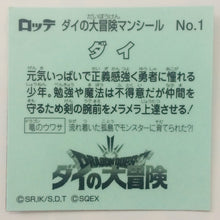 ロッテ ダイの大冒険マンシール No.1
ダイ
元気いっぱいで正義感強く勇者に憧れる
少年。勉強や魔法は不得意だが仲間を
守るための剣の腕前をメラメラ上達させる!
竜のウワサ 流れ着いた孤島でモンスターに育てられた?!
DRAGON QUEST
ダイの大冒険
©SRJK/S,D,T ©SQEX